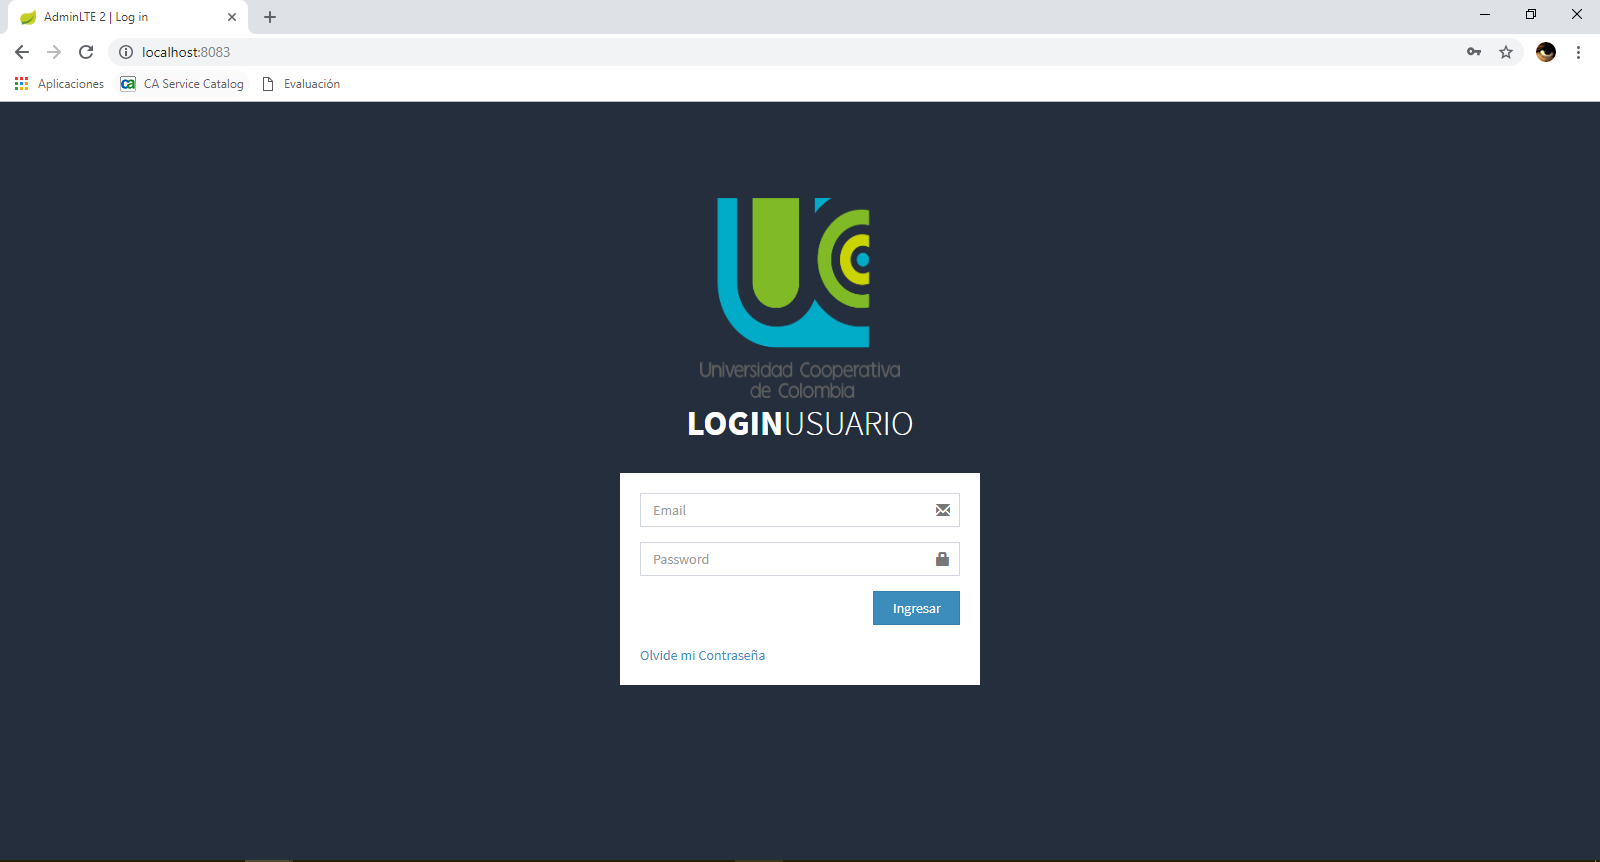 AdminLTE 2 | Log in
localhost:8083
Aplicaciones CA Service Catalog Evaluación
Universidad Cooperativa
de Colombia
LOGINUSUARIO
Email
Password
Ingresar
Olvide mi Contraseña